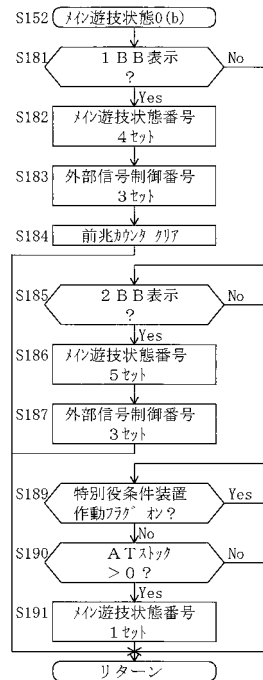 S152 メイン遊技状態0(b)
S181 1BB表示 No
?
Yes
S182 メイン遊技状態番号
4セット
S183 外部信号制御番号
3セット
S184 前兆カウンタ クリア
S185 2BB表示 No
?
Yes
S186 メイン遊技状態番号
5セット
S187 外部信号制御番号
3セット
S189 特別役条件装置 Yes
作動フラグ オン?
No
S190 ATストック No
>0?
Yes
S191 メイン遊技状態番号
1セット
リターン